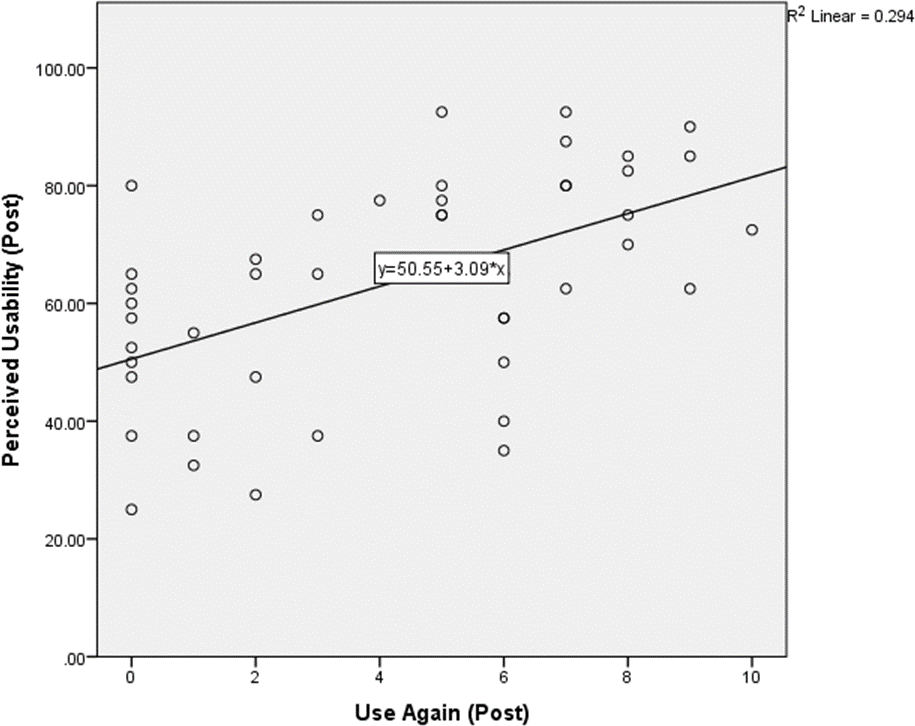 R² Linear = 0.294
100.00
80.00
60.00
40.00
20.00
.00
Perceived Usability (Post)
y=50.55+3.09*x
0 2 4 6 8 10
Use Again (Post)